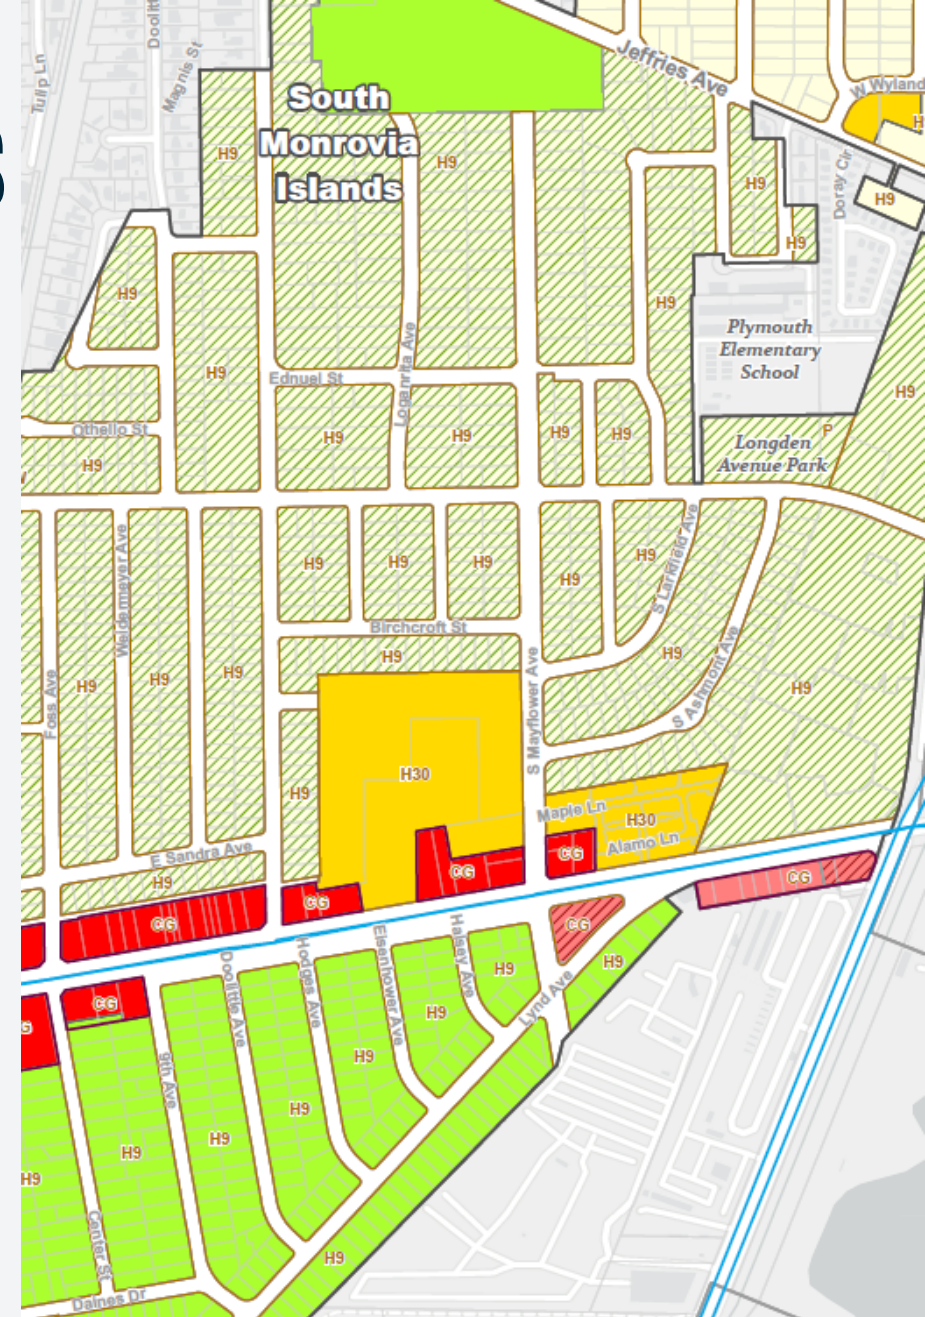 Jeffries Ave
Tulip Ln
Magnis St
South
Monrovia
Islands
W Wyland
H9
H9
H9
Doray Cir
H9
H9
H9
H9
Plymouth
Elementary
School
Loganrita Ave
H9
Ednuel St
H9
P
Othello St
H9
H9
H9
H9
Longden
Avenue Park
H9
Weidermeyer Ave
H9
H9
H9
H9
H9
S Larkfield Ave
Birchcroft St
H9
H9
S Ashmont Ave
Foss Ave
H9
H9
H9
S Mayflower Ave
H9
H30
H9
Maple Ln
H30
Alamo Ln
E Sandra Ave
CG
CG
CG
H9
CG
CG
CG
Doolittle Ave
Hodges Ave
Eisenhower Ave
Halsey Ave
H9
H9
Lynd Ave
CG
H9
9th Ave
H9
H9
H9
H9
H9
Center St
H9
Daines Dr